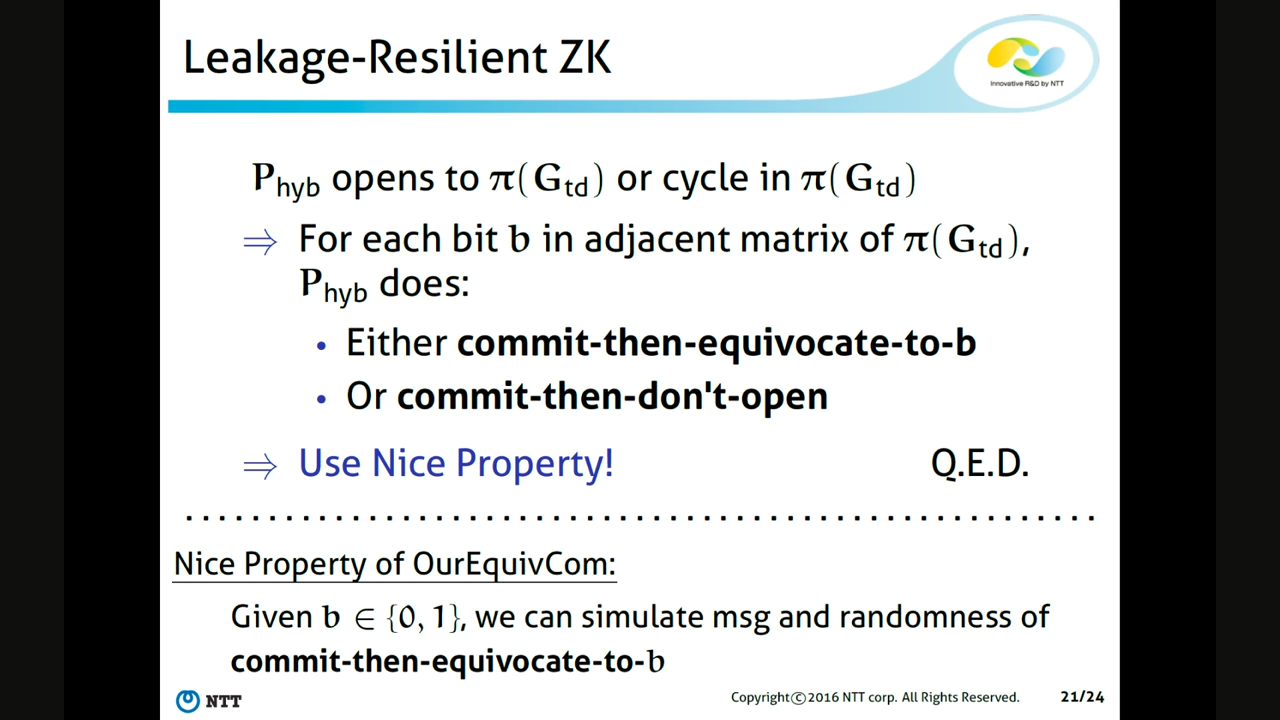 Leakage-Resilient ZK
Innovative R&D by NTT
P_hyb opens to π(G_td) or cycle in π(G_td)
⇒ For each bit b in adjacent matrix of π(G_td),
P_hyb does:
• Either commit-then-equivocate-to-b
• Or commit-then-don't-open
⇒ Use Nice Property! Q.E.D.
Nice Property of OurEquivCom:
Given b ∈ {0, 1}, we can simulate msg and randomness of
commit-then-equivocate-to-b
NTT Copyright©2016 NTT corp. All Rights Reserved. 21/24